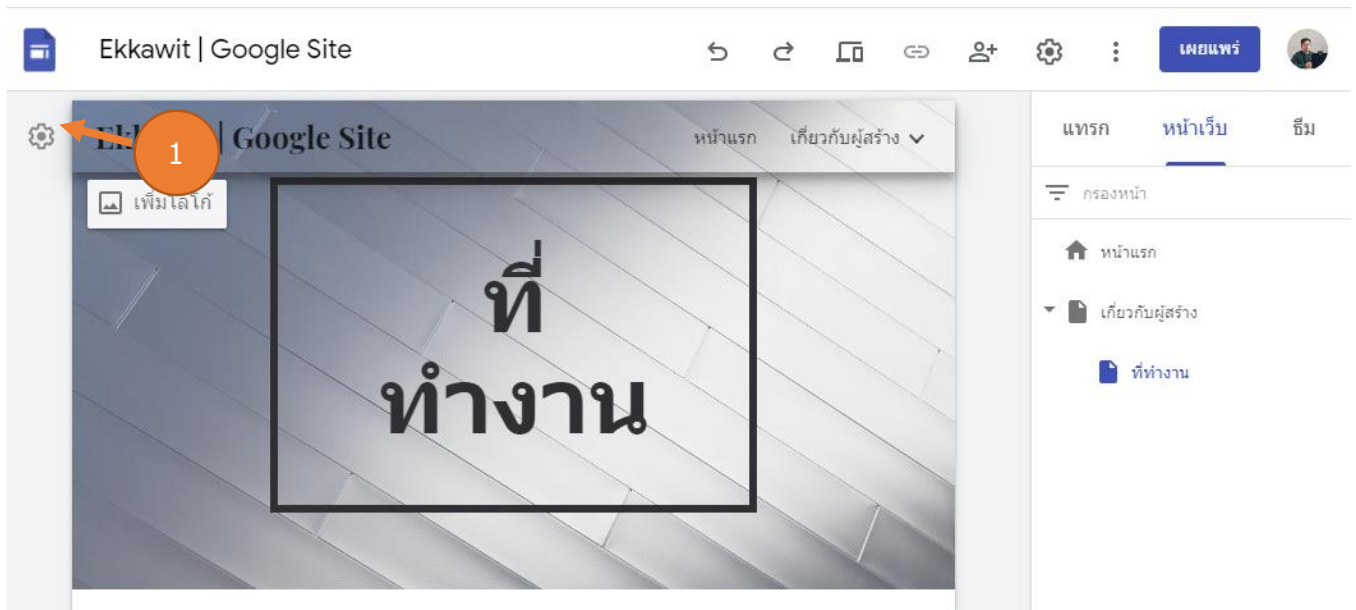 Ekkawit | Google Site
เผยแพร่
1
| Google Site
หน้าแรก เกี่ยวกับผู้สร้าง
เพิ่มโลโก้
ที่
ทำงาน
แทรก หน้าเว็บ ธีม
กรองหน้า
หน้าแรก
เกี่ยวกับผู้สร้าง
ที่ทำงาน